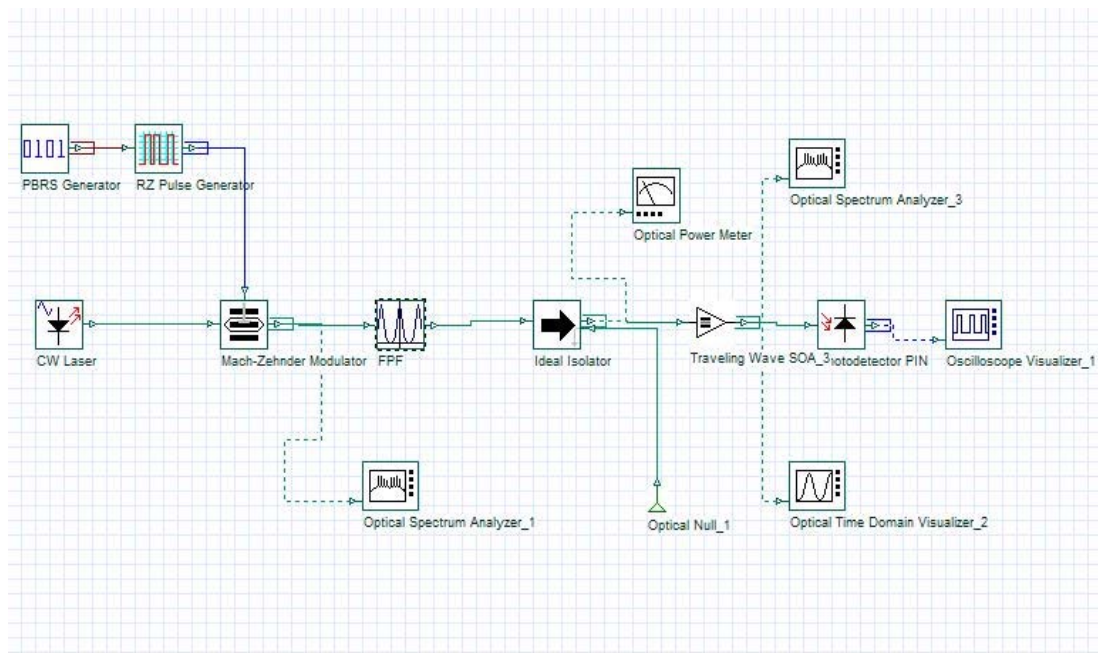 0101
PBRS Generator
RZ Pulse Generator
Optical Spectrum Analyzer_3
Optical Power Meter
CW Laser
Mach-Zehnder Modulator
FPF
Ideal Isolator
Traveling Wave SOA_3
otodetector PIN
Oscilloscope Visualizer_1
Optical Spectrum Analyzer_1
Optical Null_1
Optical Time Domain Visualizer_2